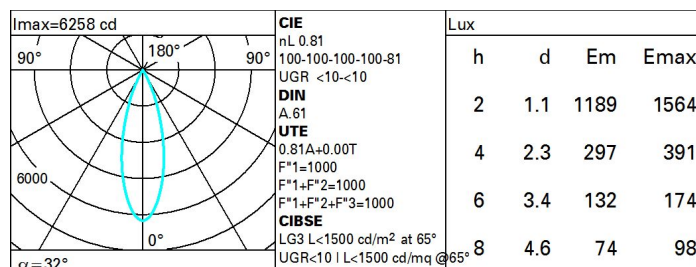 Imax=6258 cd
90°
180°
90°
6000
0°
α=32°
CIE
nL 0.81
100-100-100-100-81
UGR <10-<10
DIN
A.61
UTE
0.81A+0.00T
F"1=1000
F"1+F"2=1000
F"1+F"2+F"3=1000
CIBSE
LG3 L<1500 cd/m² at 65°
UGR<10 | L<1500 cd/mq @65°
Lux
h d Em Emax
2 1.1 1189 1564
4 2.3 297 391
6 3.4 132 174
8 4.6 74 98